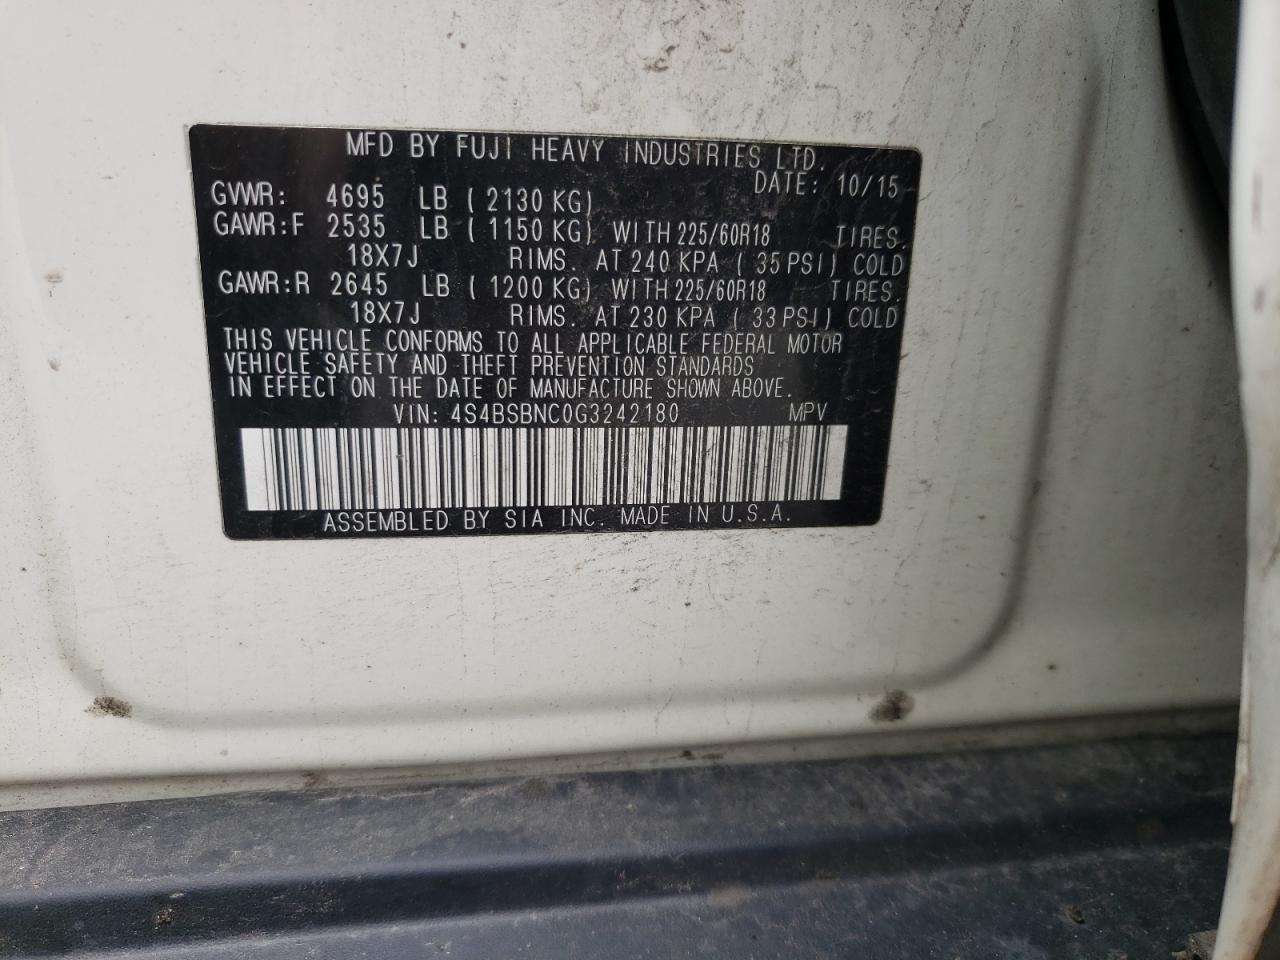 MFD BY FUJI HEAVY INDUSTRIES LTD.
DATE: 10/15
GVWR: 4695 LB ( 2130 KG)
GAWR:F 2535 LB ( 1150 KG) WITH 225/60R18 TIRES.
18X7J RIMS. AT 240 KPA ( 35 PSI) COLD
GAWR:R 2645 LB ( 1200 KG) WITH 225/60R18 TIRES.
18X7J RIMS. AT 230 KPA ( 33 PSI) COLD
THIS VEHICLE CONFORMS TO ALL APPLICABLE FEDERAL MOTOR
VEHICLE SAFETY AND THEFT PREVENTION STANDARDS
IN EFFECT ON THE DATE OF MANUFACTURE SHOWN ABOVE.
VIN: 4S4BSBNC0G3242180 MPV
ASSEMBLED BY SIA INC. MADE IN U.S.A.